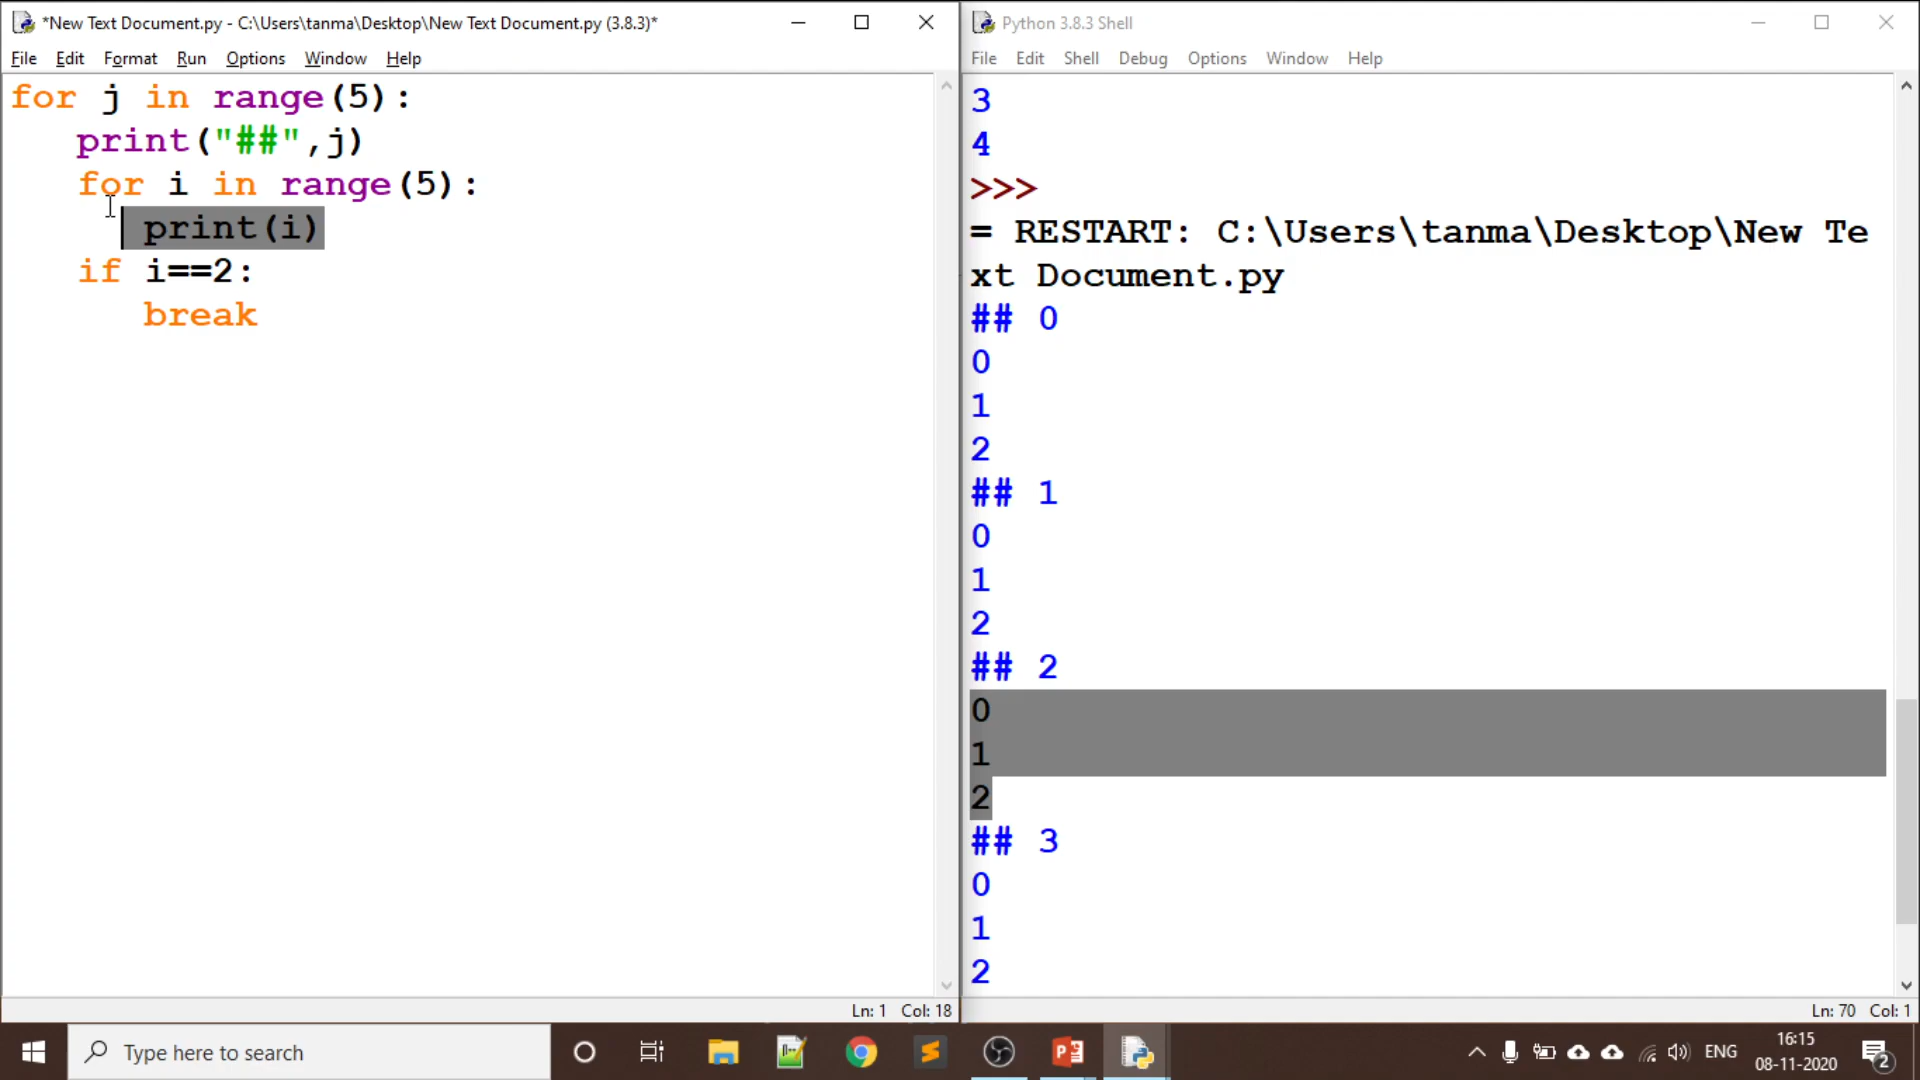 *New Text Document.py - C:\Users\tanma\Desktop\New Text Document.py (3.8.3)*
File Edit Format Run Options Window Help
for j in range(5):
   print("##",j)
   for i in range(5):
      print(i)
   if i==2:
      break
Ln: 1 Col: 18
Python 3.8.3 Shell
File Edit Shell Debug Options Window Help
3
4
>>>
= RESTART: C:\Users\tanma\Desktop\New Te
xt Document.py
## 0
0
1
2
## 1
0
1
2
## 2
0
1
2
## 3
0
1
2
Ln: 70 Col: 1
Type here to search
ENG
16:15
08-11-2020
2